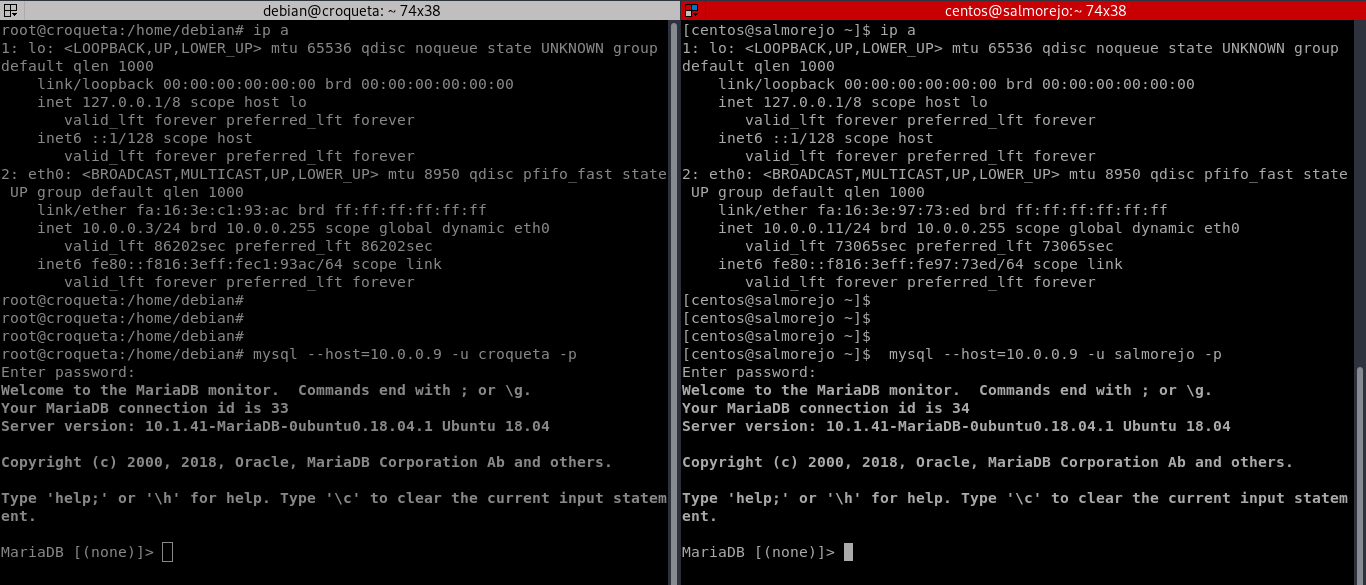 debian@croqueta: ~ 74x38
root@croqueta:/home/debian# ip a
1: lo: <LOOPBACK,UP,LOWER_UP> mtu 65536 qdisc noqueue state UNKNOWN group
default qlen 1000
    link/loopback 00:00:00:00:00:00 brd 00:00:00:00:00:00
    inet 127.0.0.1/8 scope host lo
       valid_lft forever preferred_lft forever
    inet6 ::1/128 scope host
       valid_lft forever preferred_lft forever
2: eth0: <BROADCAST,MULTICAST,UP,LOWER_UP> mtu 8950 qdisc pfifo_fast state
 UP group default qlen 1000
    link/ether fa:16:3e:c1:93:ac brd ff:ff:ff:ff:ff:ff
    inet 10.0.0.3/24 brd 10.0.0.255 scope global dynamic eth0
       valid_lft 86202sec preferred_lft 86202sec
    inet6 fe80::f816:3eff:fec1:93ac/64 scope link
       valid_lft forever preferred_lft forever
root@croqueta:/home/debian#
root@croqueta:/home/debian#
root@croqueta:/home/debian#
root@croqueta:/home/debian# mysql --host=10.0.0.9 -u croqueta -p
Enter password:
Welcome to the MariaDB monitor.  Commands end with ; or \g.
Your MariaDB connection id is 33
Server version: 10.1.41-MariaDB-0ubuntu0.18.04.1 Ubuntu 18.04
Copyright (c) 2000, 2018, Oracle, MariaDB Corporation Ab and others.
Type 'help;' or '\h' for help. Type '\c' to clear the current input statem
ent.
MariaDB [(none)]>
centos@salmorejo:~ 74x38
[centos@salmorejo ~]$ ip a
1: lo: <LOOPBACK,UP,LOWER_UP> mtu 65536 qdisc noqueue state UNKNOWN group
default qlen 1000
    link/loopback 00:00:00:00:00:00 brd 00:00:00:00:00:00
    inet 127.0.0.1/8 scope host lo
       valid_lft forever preferred_lft forever
    inet6 ::1/128 scope host
       valid_lft forever preferred_lft forever
2: eth0: <BROADCAST,MULTICAST,UP,LOWER_UP> mtu 8950 qdisc pfifo_fast state
 UP group default qlen 1000
    link/ether fa:16:3e:97:73:ed brd ff:ff:ff:ff:ff:ff
    inet 10.0.0.11/24 brd 10.0.0.255 scope global dynamic eth0
       valid_lft 73065sec preferred_lft 73065sec
    inet6 fe80::f816:3eff:fe97:73ed/64 scope link
       valid_lft forever preferred_lft forever
[centos@salmorejo ~]$
[centos@salmorejo ~]$
[centos@salmorejo ~]$
[centos@salmorejo ~]$  mysql --host=10.0.0.9 -u salmorejo -p
Enter password:
Welcome to the MariaDB monitor.  Commands end with ; or \g.
Your MariaDB connection id is 34
Server version: 10.1.41-MariaDB-0ubuntu0.18.04.1 Ubuntu 18.04
Copyright (c) 2000, 2018, Oracle, MariaDB Corporation Ab and others.
Type 'help;' or '\h' for help. Type '\c' to clear the current input statem
ent.
MariaDB [(none)]>